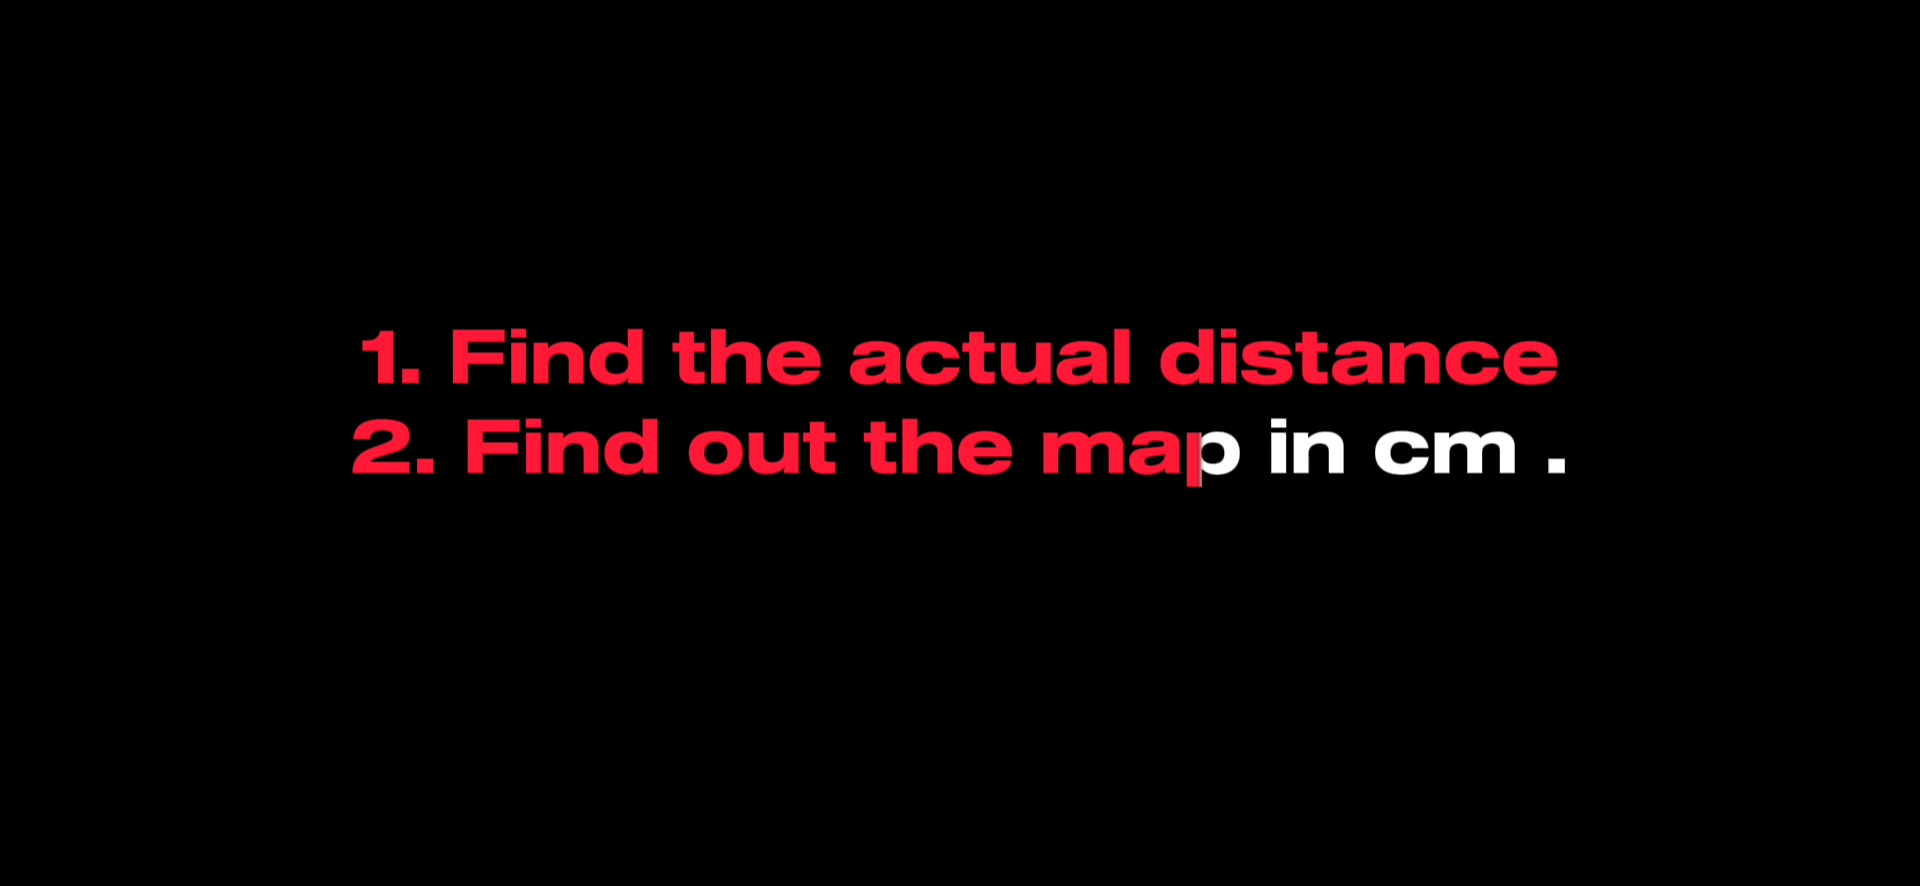 1. Find the actual distance
2. Find out the map in cm .